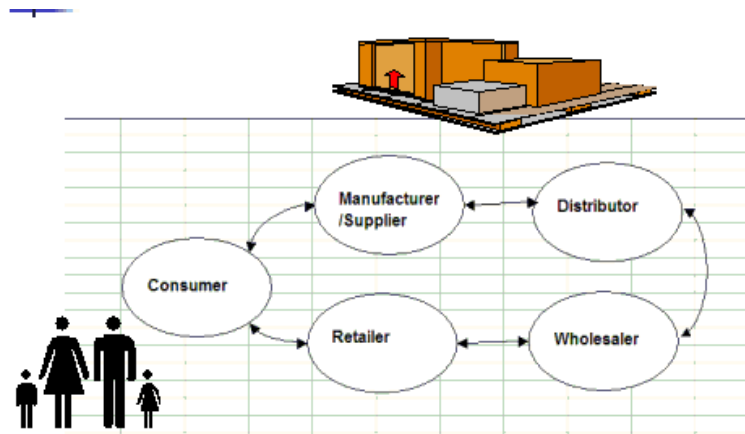 Manufacturer
/Supplier
Distributor
Consumer
Retailer
Wholesaler